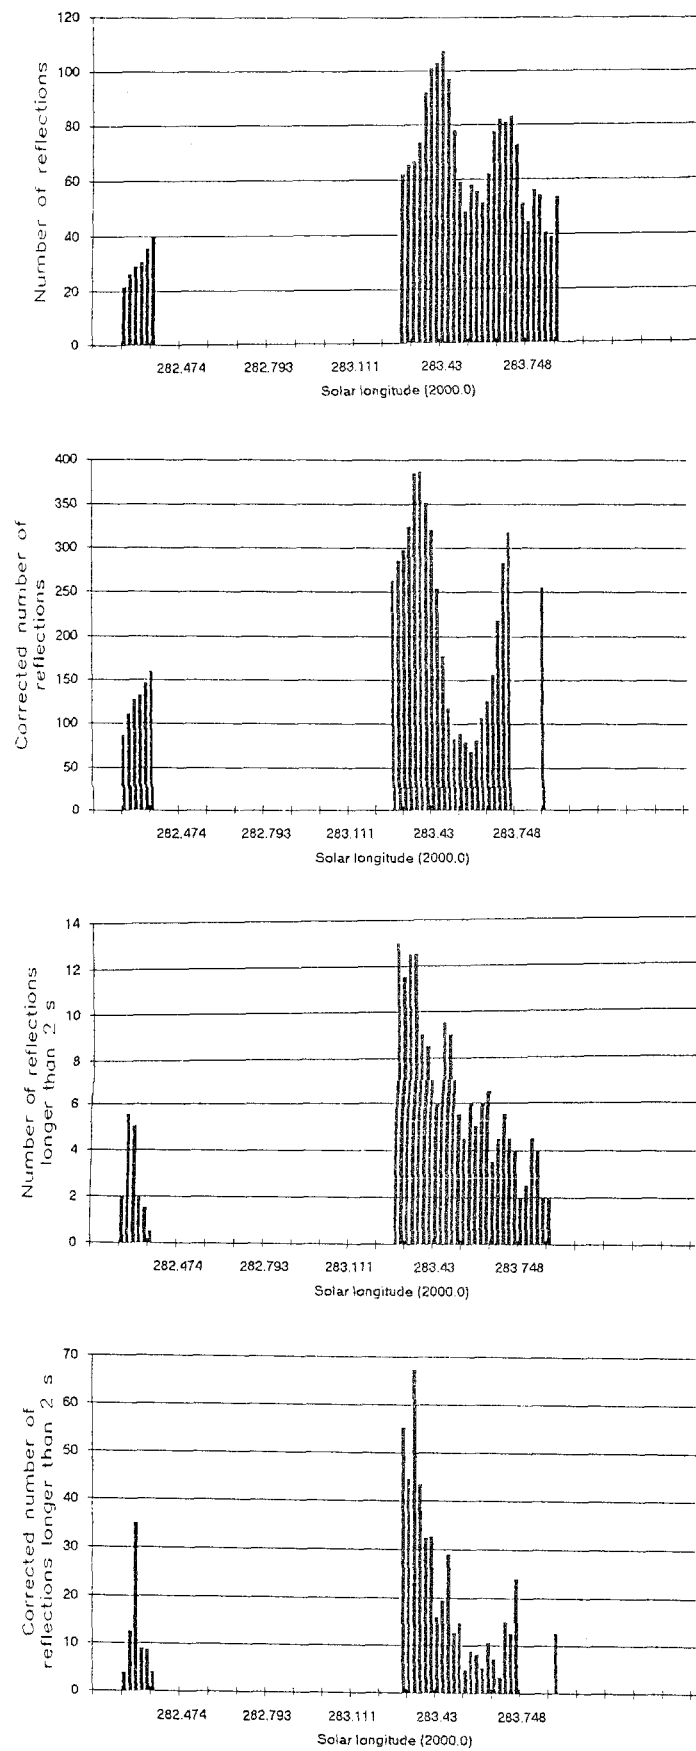 Number of reflections
120
100
80
60
40
20
0
282.474 282.793 283.111 283.43 283.748
Solar longitude (2000.0)
Corrected number of
reflections
400
350
300
250
200
150
100
50
0
282.474 282.793 283.111 283.43 283.748
Solar longitude (2000.0)
Number of reflections
longer than 2 s
14
12
10
8
6
4
2
0
282.474 282.793 283.111 283.43 283.748
Solar longitude (2000.0)
Corrected number of
reflections longer than 2 s
70
60
50
40
30
20
10
0
282.474 282.793 283.111 283.43 283.748
Solar longitude (2000.0)